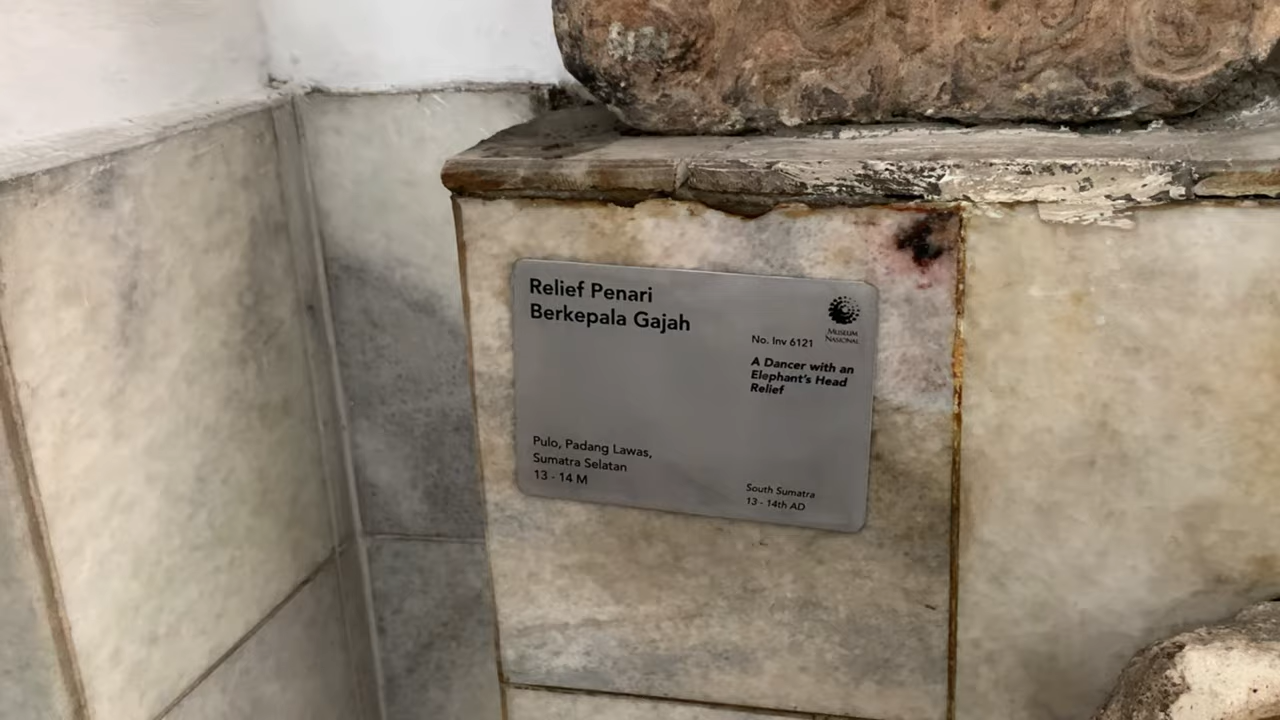 Relief Penari
Berkepala Gajah
MUSEUM
NASIONAL
No. Inv 6121
A Dancer with an
Elephant's Head
Relief
Pulo, Padang Lawas,
Sumatra Selatan
13 - 14 M
South Sumatra
13 - 14th AD